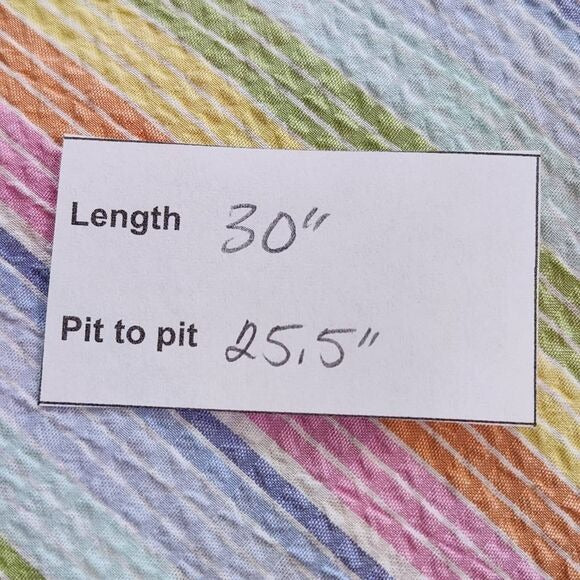 Length 30"
Pit to pit 25.5"